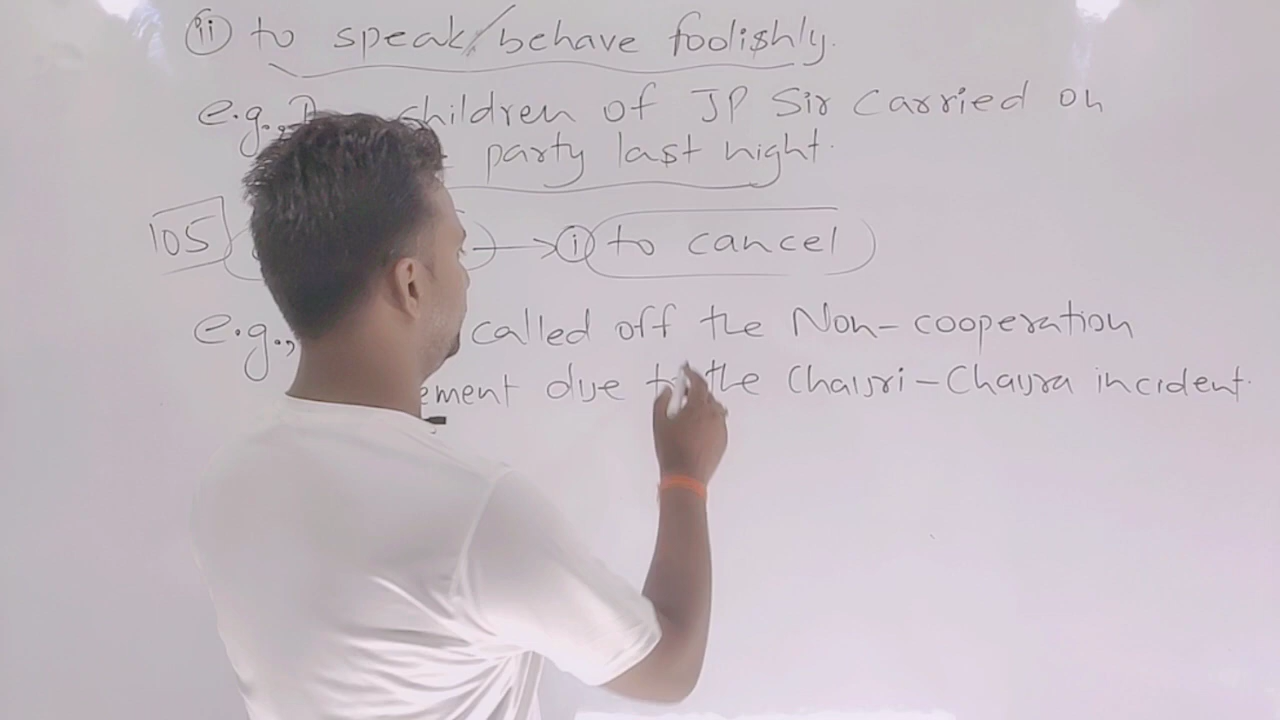 ii to speak/behave foolishly.
e.g., children of JP Sir carried on
party last night.
105 → i to cancel
e.g., called off the Non-cooperation
ement due to the Chauri-Chaura incident.